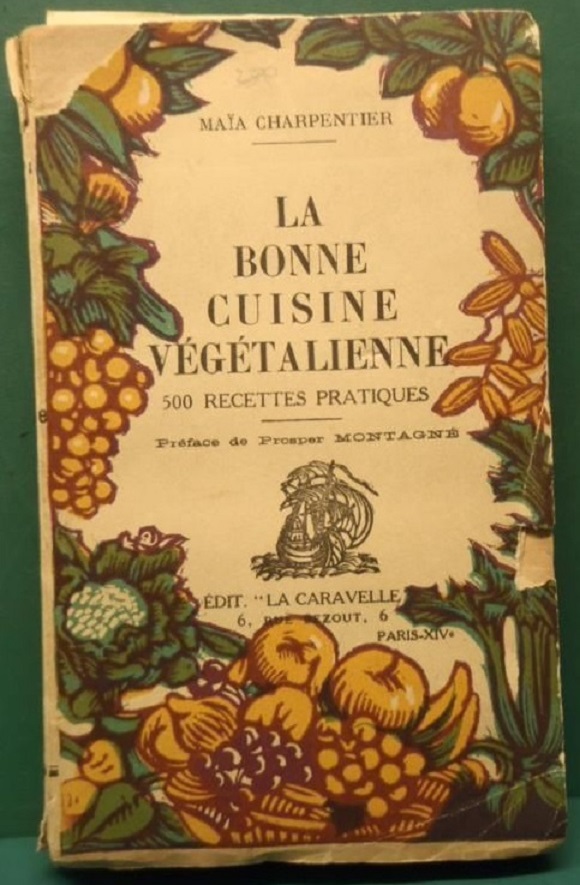 MAÏA CHARPENTIER
LA
BONNE
CUISINE
VÉGÉTALIENNE
500 RECETTES PRATIQUES
Préface de Prosper MONTAGNÉ
ÉDIT. "LA CARAVELLE
6, RUE BEZOUT, 6
PARIS-XIVe